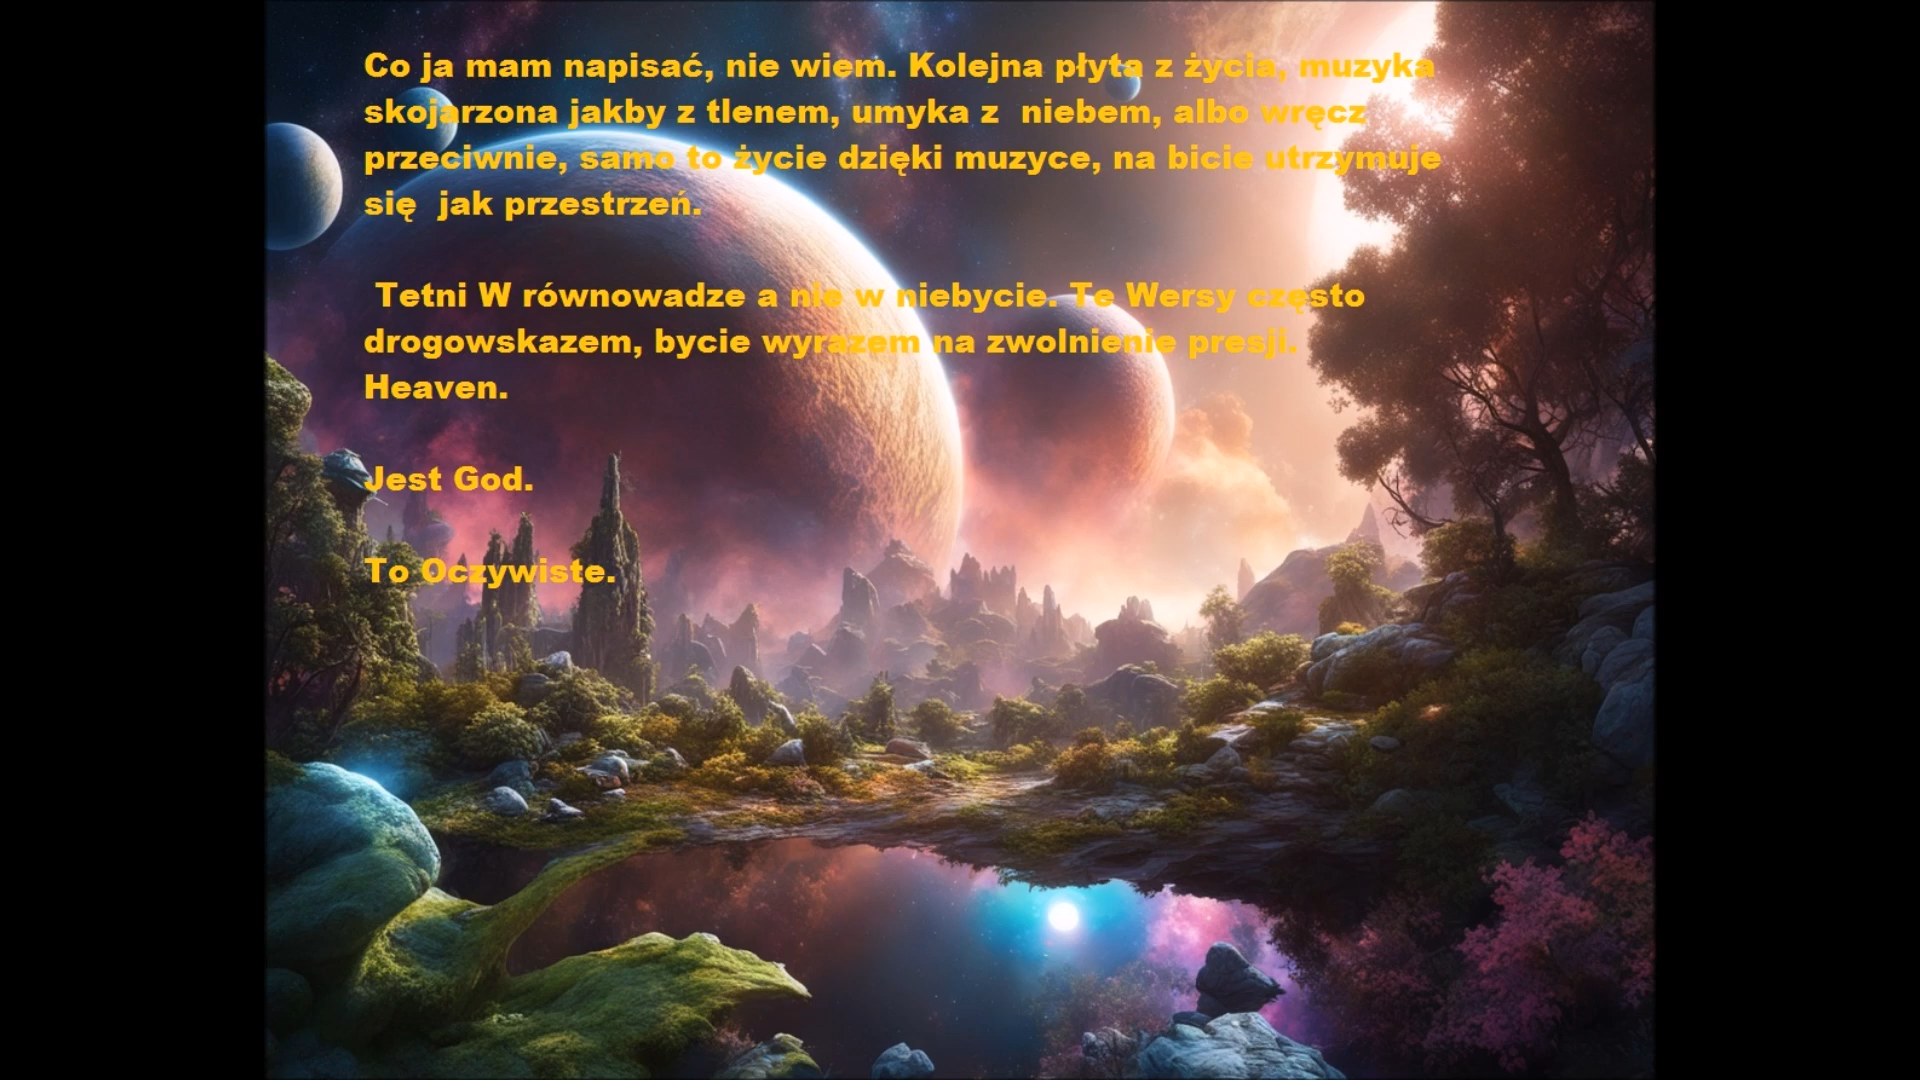 Co ja mam napisać, nie wiem. Kolejna płyta z życia, muzyka
skojarzona jakby z tlenem, umyka z  niebem, albo wręcz
przeciwnie, samo to życie dzięki muzyce, na bicie utrzymuje
się  jak przestrzeń.
Tetni W równowadze a nie w niebycie. Te Wersy często
drogowskazem, bycie wyrazem na zwolnienie presji.
Heaven.
Jest God.
To Oczywiste.